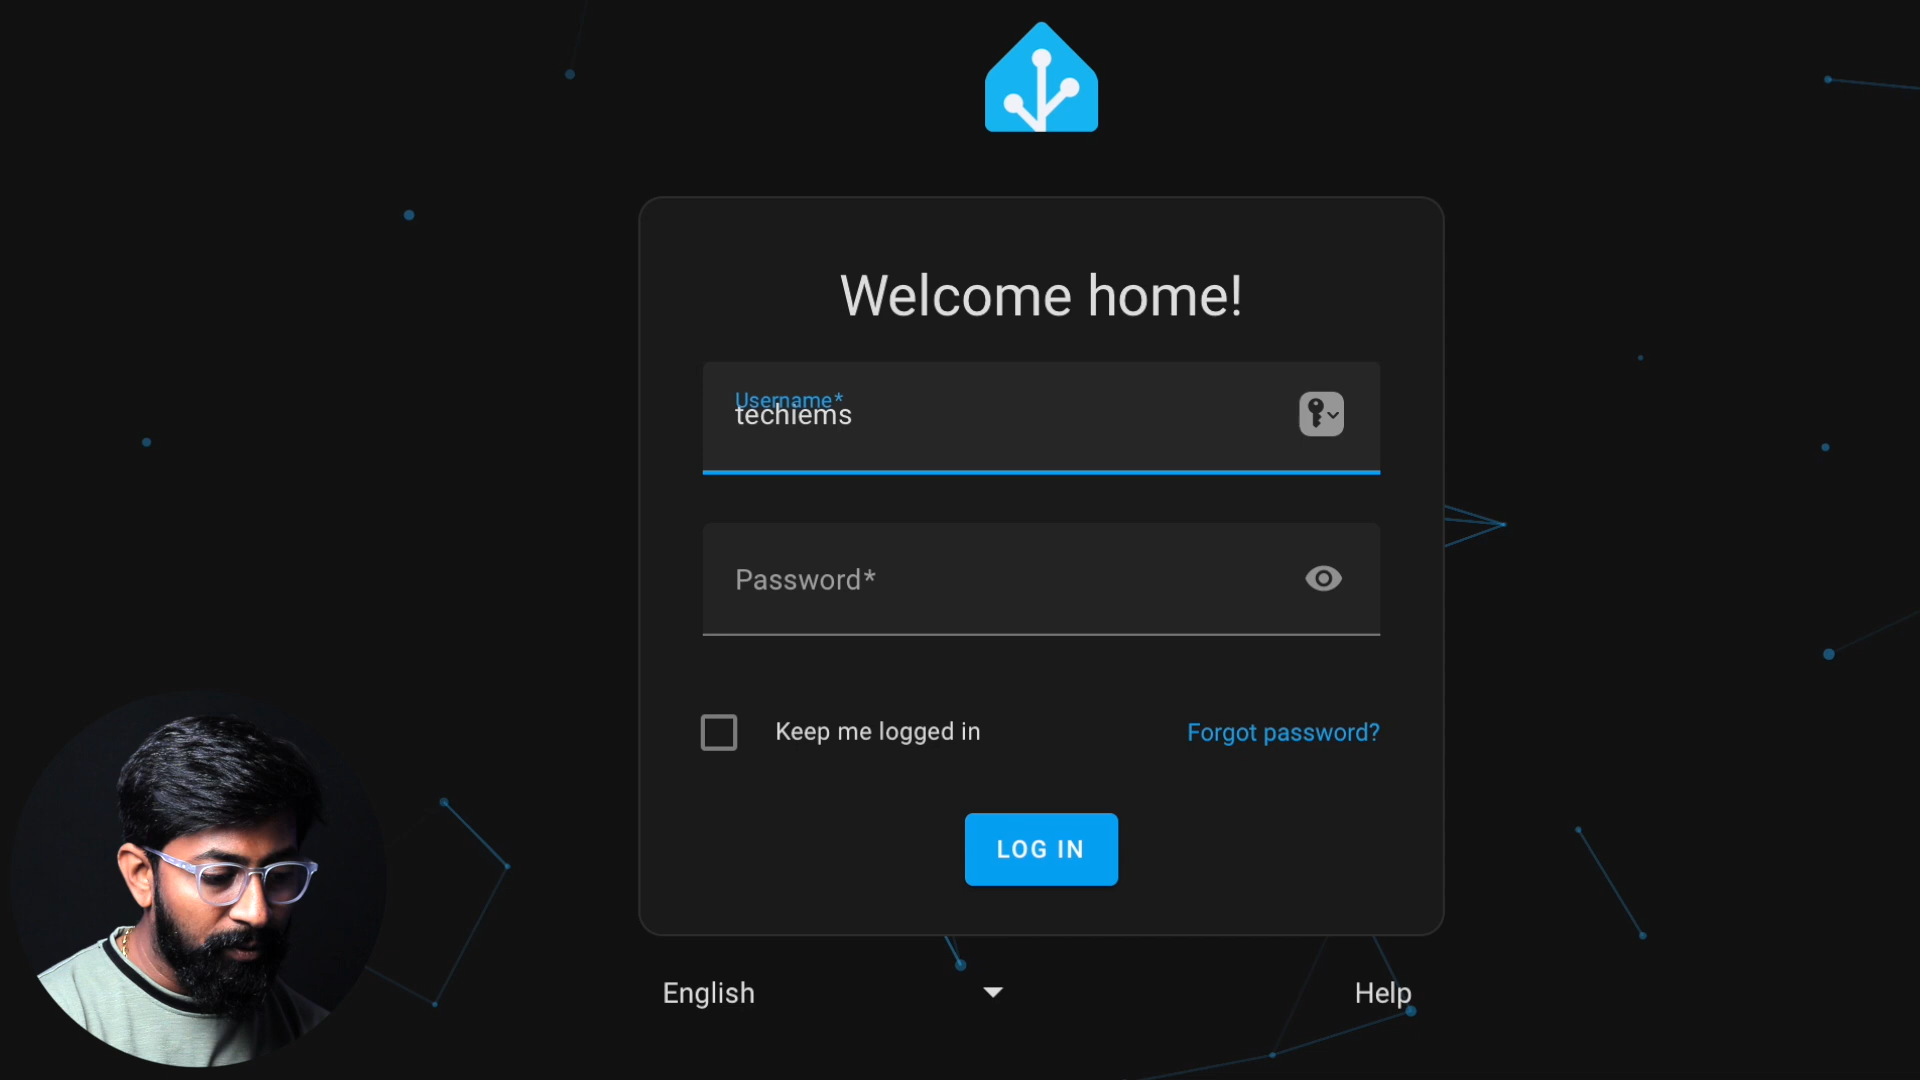 Welcome home!
Username*
techiems
Password*
Keep me logged in
Forgot password?
LOG IN
English
Help